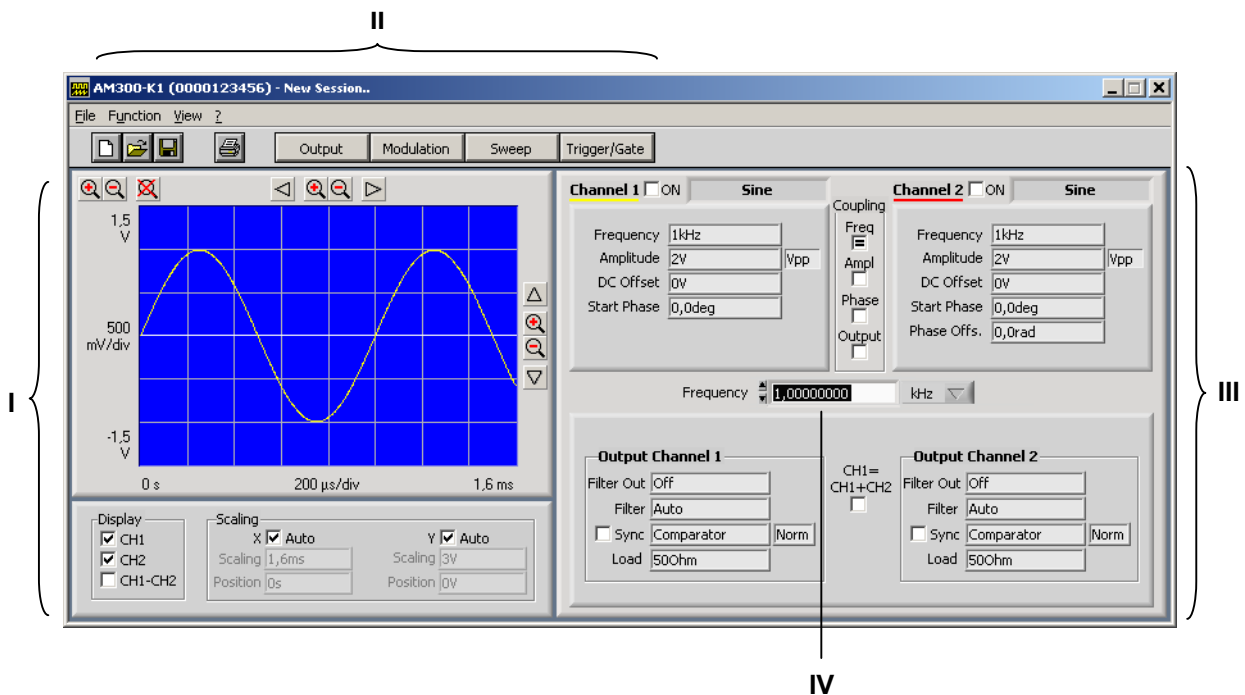 II
AM300-K1 (0000123456) - New Session..
File Function View ?
Output Modulation Sweep Trigger/Gate
I
1,5
V
500
mV/div
-1,5
V
0 s 200 µs/div 1,6 ms
Display
CH1
CH2
CH1-CH2
Scaling
X Auto
Scaling 1,6ms
Position 0s
Y Auto
Scaling 3V
Position 0V
Channel 1 ON Sine
Frequency 1kHz
Amplitude 2V Vpp
DC Offset 0V
Start Phase 0,0deg
Coupling
Freq
=
Ampl
Phase
Output
Channel 2 ON Sine
Frequency 1kHz
Amplitude 2V Vpp
DC Offset 0V
Start Phase 0,0deg
Phase Offs. 0,0rad
Frequency 1,00000000 kHz
Output Channel 1
Filter Out Off
Filter Auto
Sync Comparator Norm
Load 50Ohm
CH1=
CH1+CH2
Output Channel 2
Filter Out Off
Filter Auto
Sync Comparator Norm
Load 50Ohm
III
IV